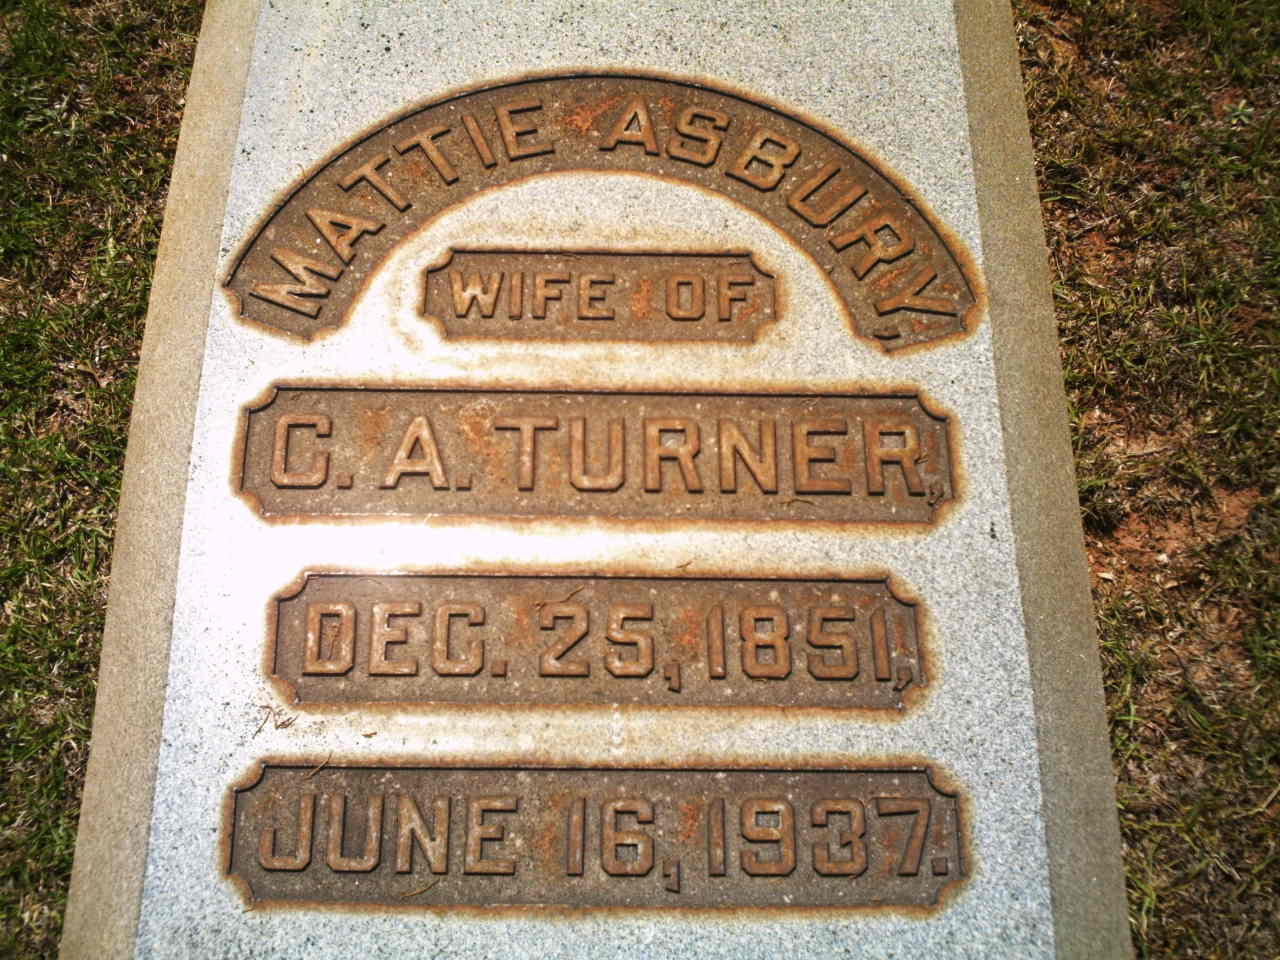 MATTIE ASBURY,
WIFE OF
C. A. TURNER,
DEC. 25, 1851,
JUNE 16, 1937.